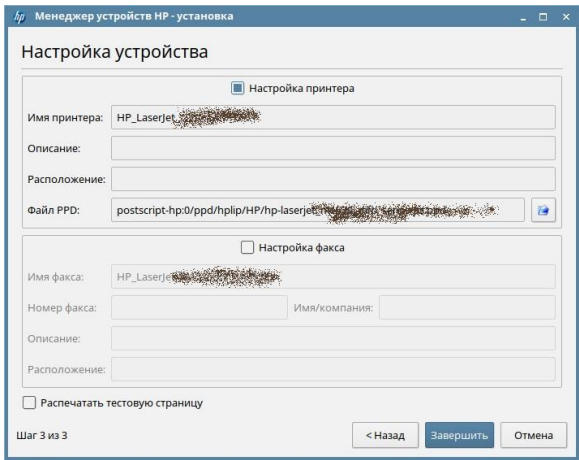 hp Менеджер устройств HP - установка
Настройка устройства
Настройка принтера
Имя принтера: HP_LaserJet
Описание:
Расположение:
Файл PPD: postscript-hp:0/ppd/hplip/HP/hp-laserjet
Настройка факса
Имя факса:
Номер факса: Имя/компания:
Описание:
Расположение:
Распечатать тестовую страницу
Шаг 3 из 3 < Назад Завершить Отмена